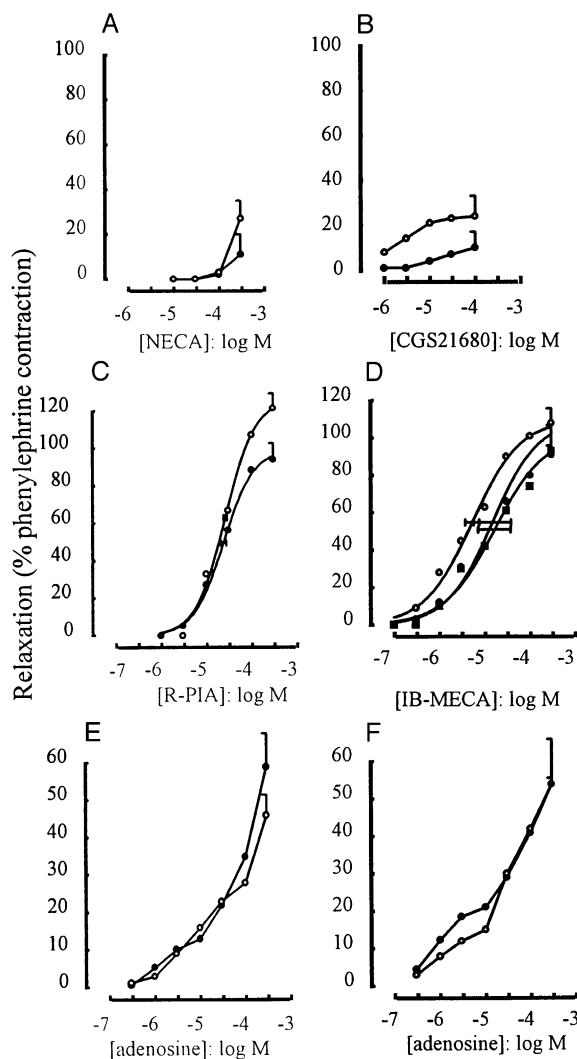 A
B
100
80
60
40
20
0
100
80
60
40
20
0
-6 -5 -4 -3
[NECA]: log M
-6 -5 -4 -3
[CGS21680]: log M
Relaxation (% phenylephrine contraction)
C
D
120
100
80
60
40
20
0
120
100
80
60
40
20
0
-7 -6 -5 -4 -3
[R-PIA]: log M
-7 -6 -5 -4 -3
[IB-MECA]: log M
E
F
60
50
40
30
20
10
0
60
50
40
30
20
10
0
-7 -6 -5 -4 -3
[adenosine]: log M
-7 -6 -5 -4 -3
[adenosine]: log M